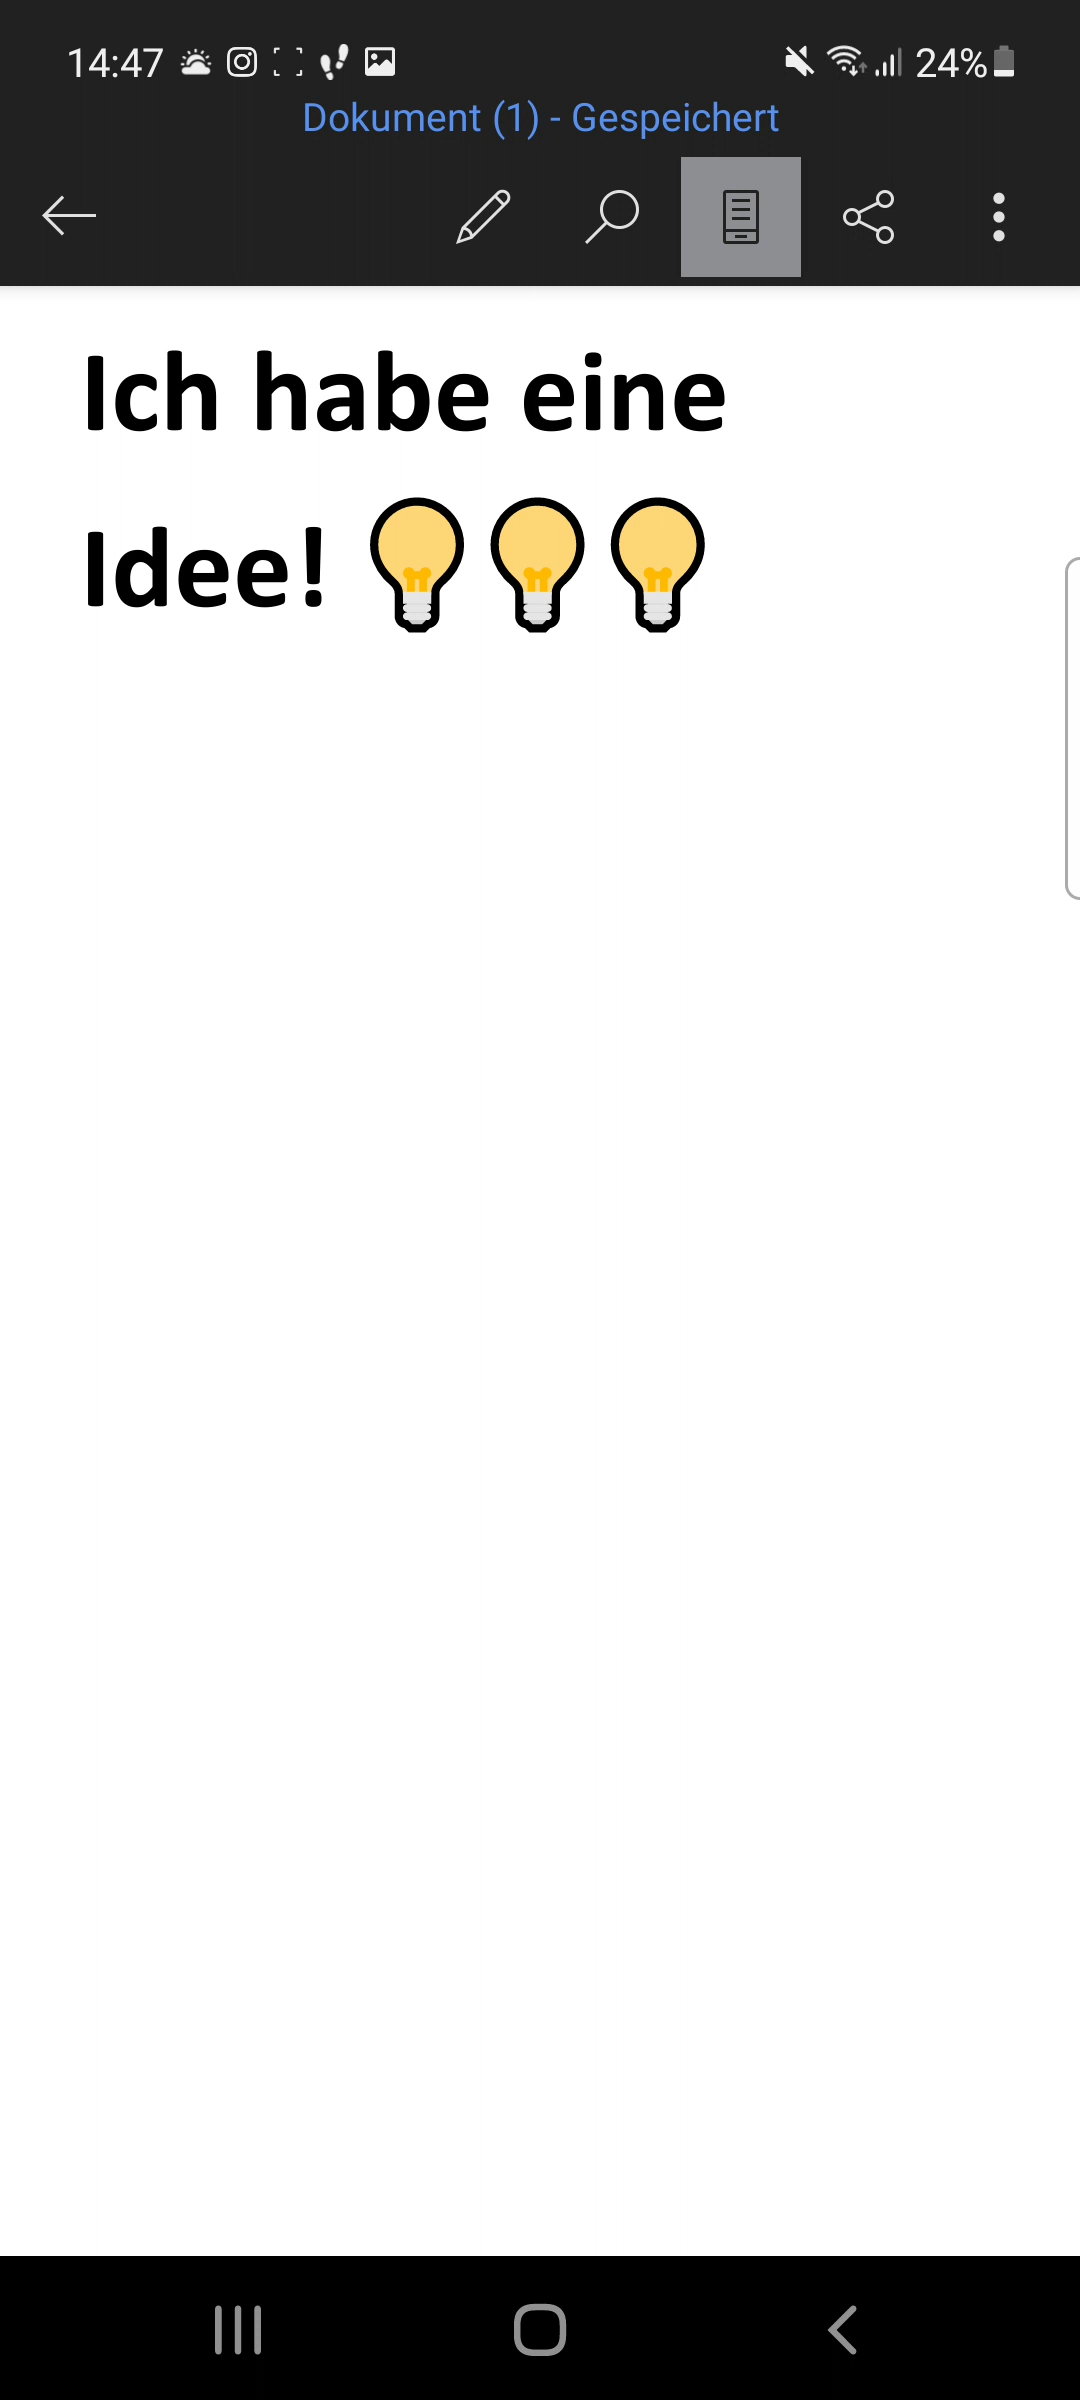 14:47 24%
Dokument (1) - Gespeichert
Ich habe eine
Idee! 💡💡💡